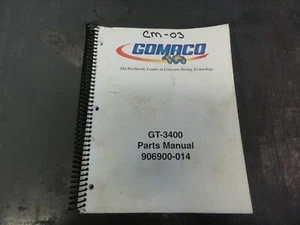 CM-03
GOMACO
The Worldwide Leader in Concrete Paving Technology
GT-3400
Parts Manual
906900-014